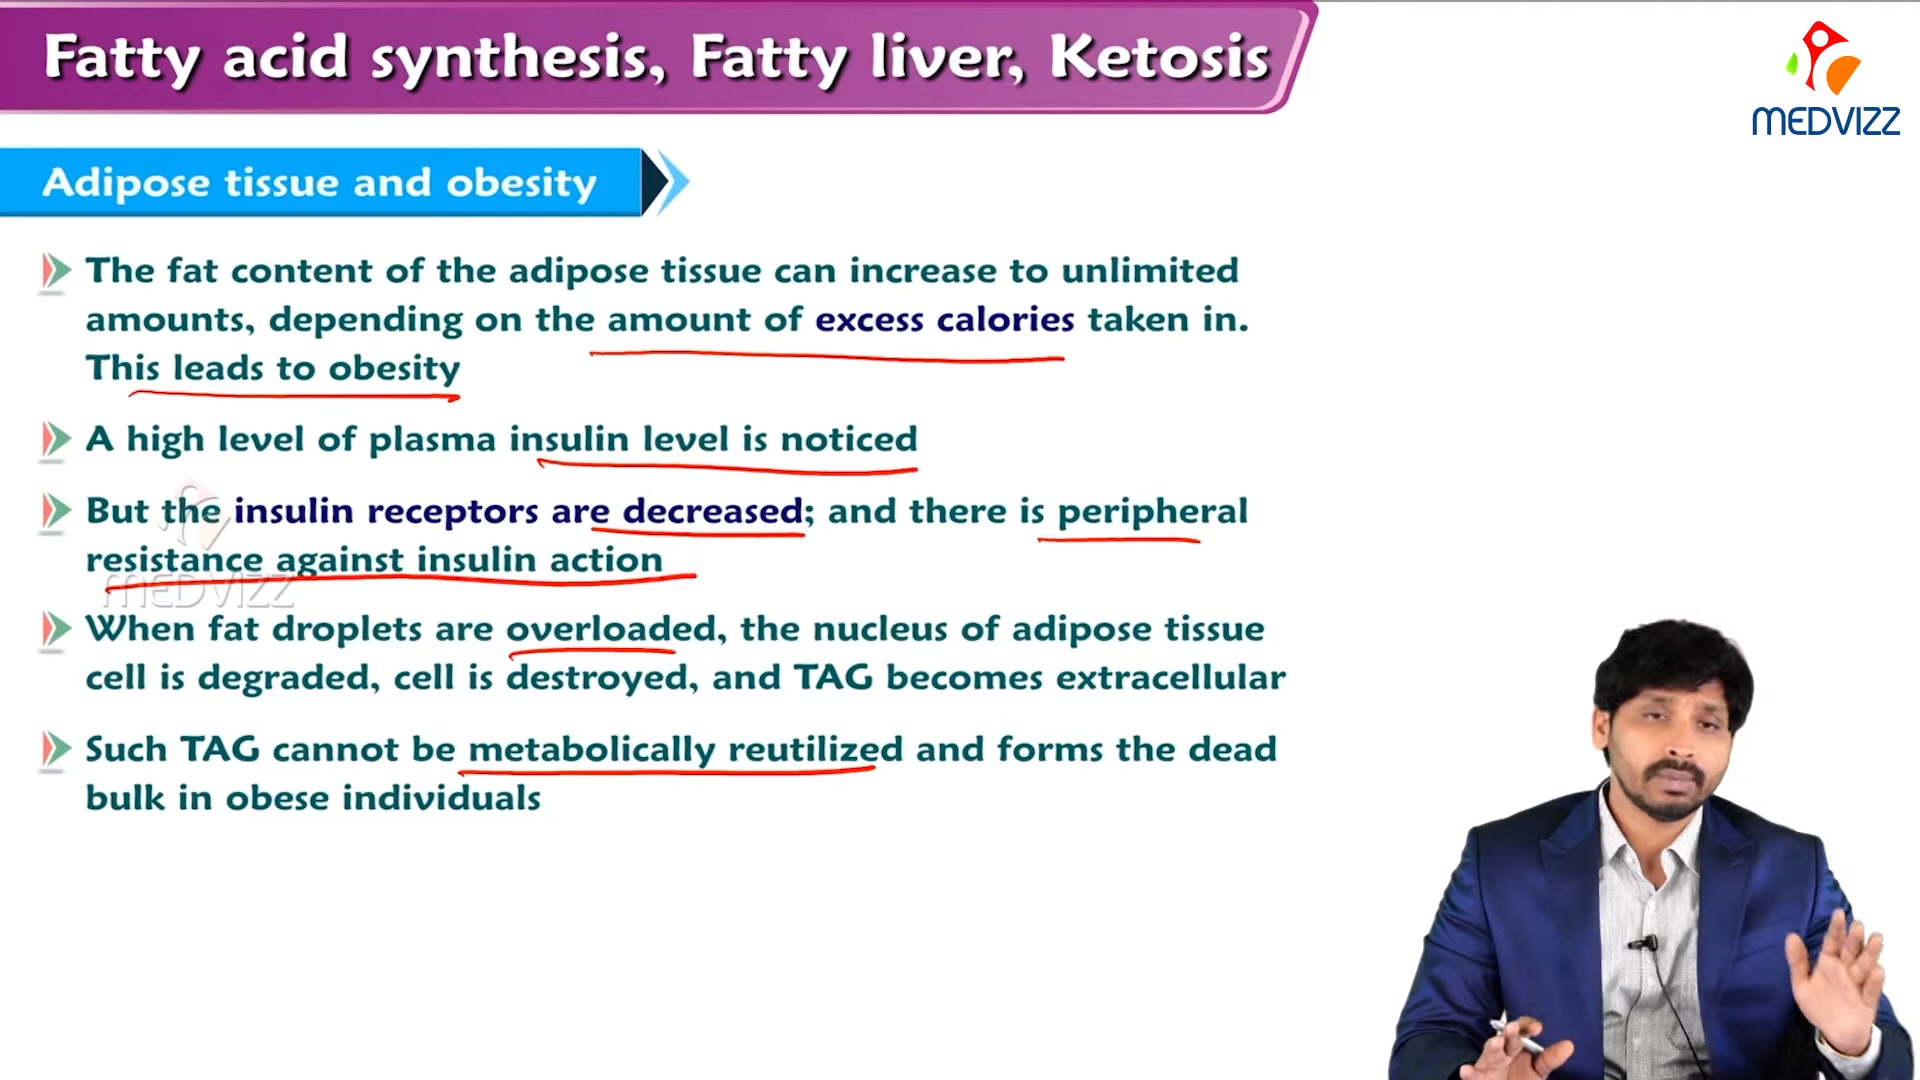 Fatty acid synthesis, Fatty liver, Ketosis
MEDVIZZ
Adipose tissue and obesity
The fat content of the adipose tissue can increase to unlimited
amounts, depending on the amount of excess calories taken in.
This leads to obesity
A high level of plasma insulin level is noticed
But the insulin receptors are decreased; and there is peripheral
resistance against insulin action
MEDVIZZ
When fat droplets are overloaded, the nucleus of adipose tissue
cell is degraded, cell is destroyed, and TAG becomes extracellular
Such TAG cannot be metabolically reutilized and forms the dead
bulk in obese individuals